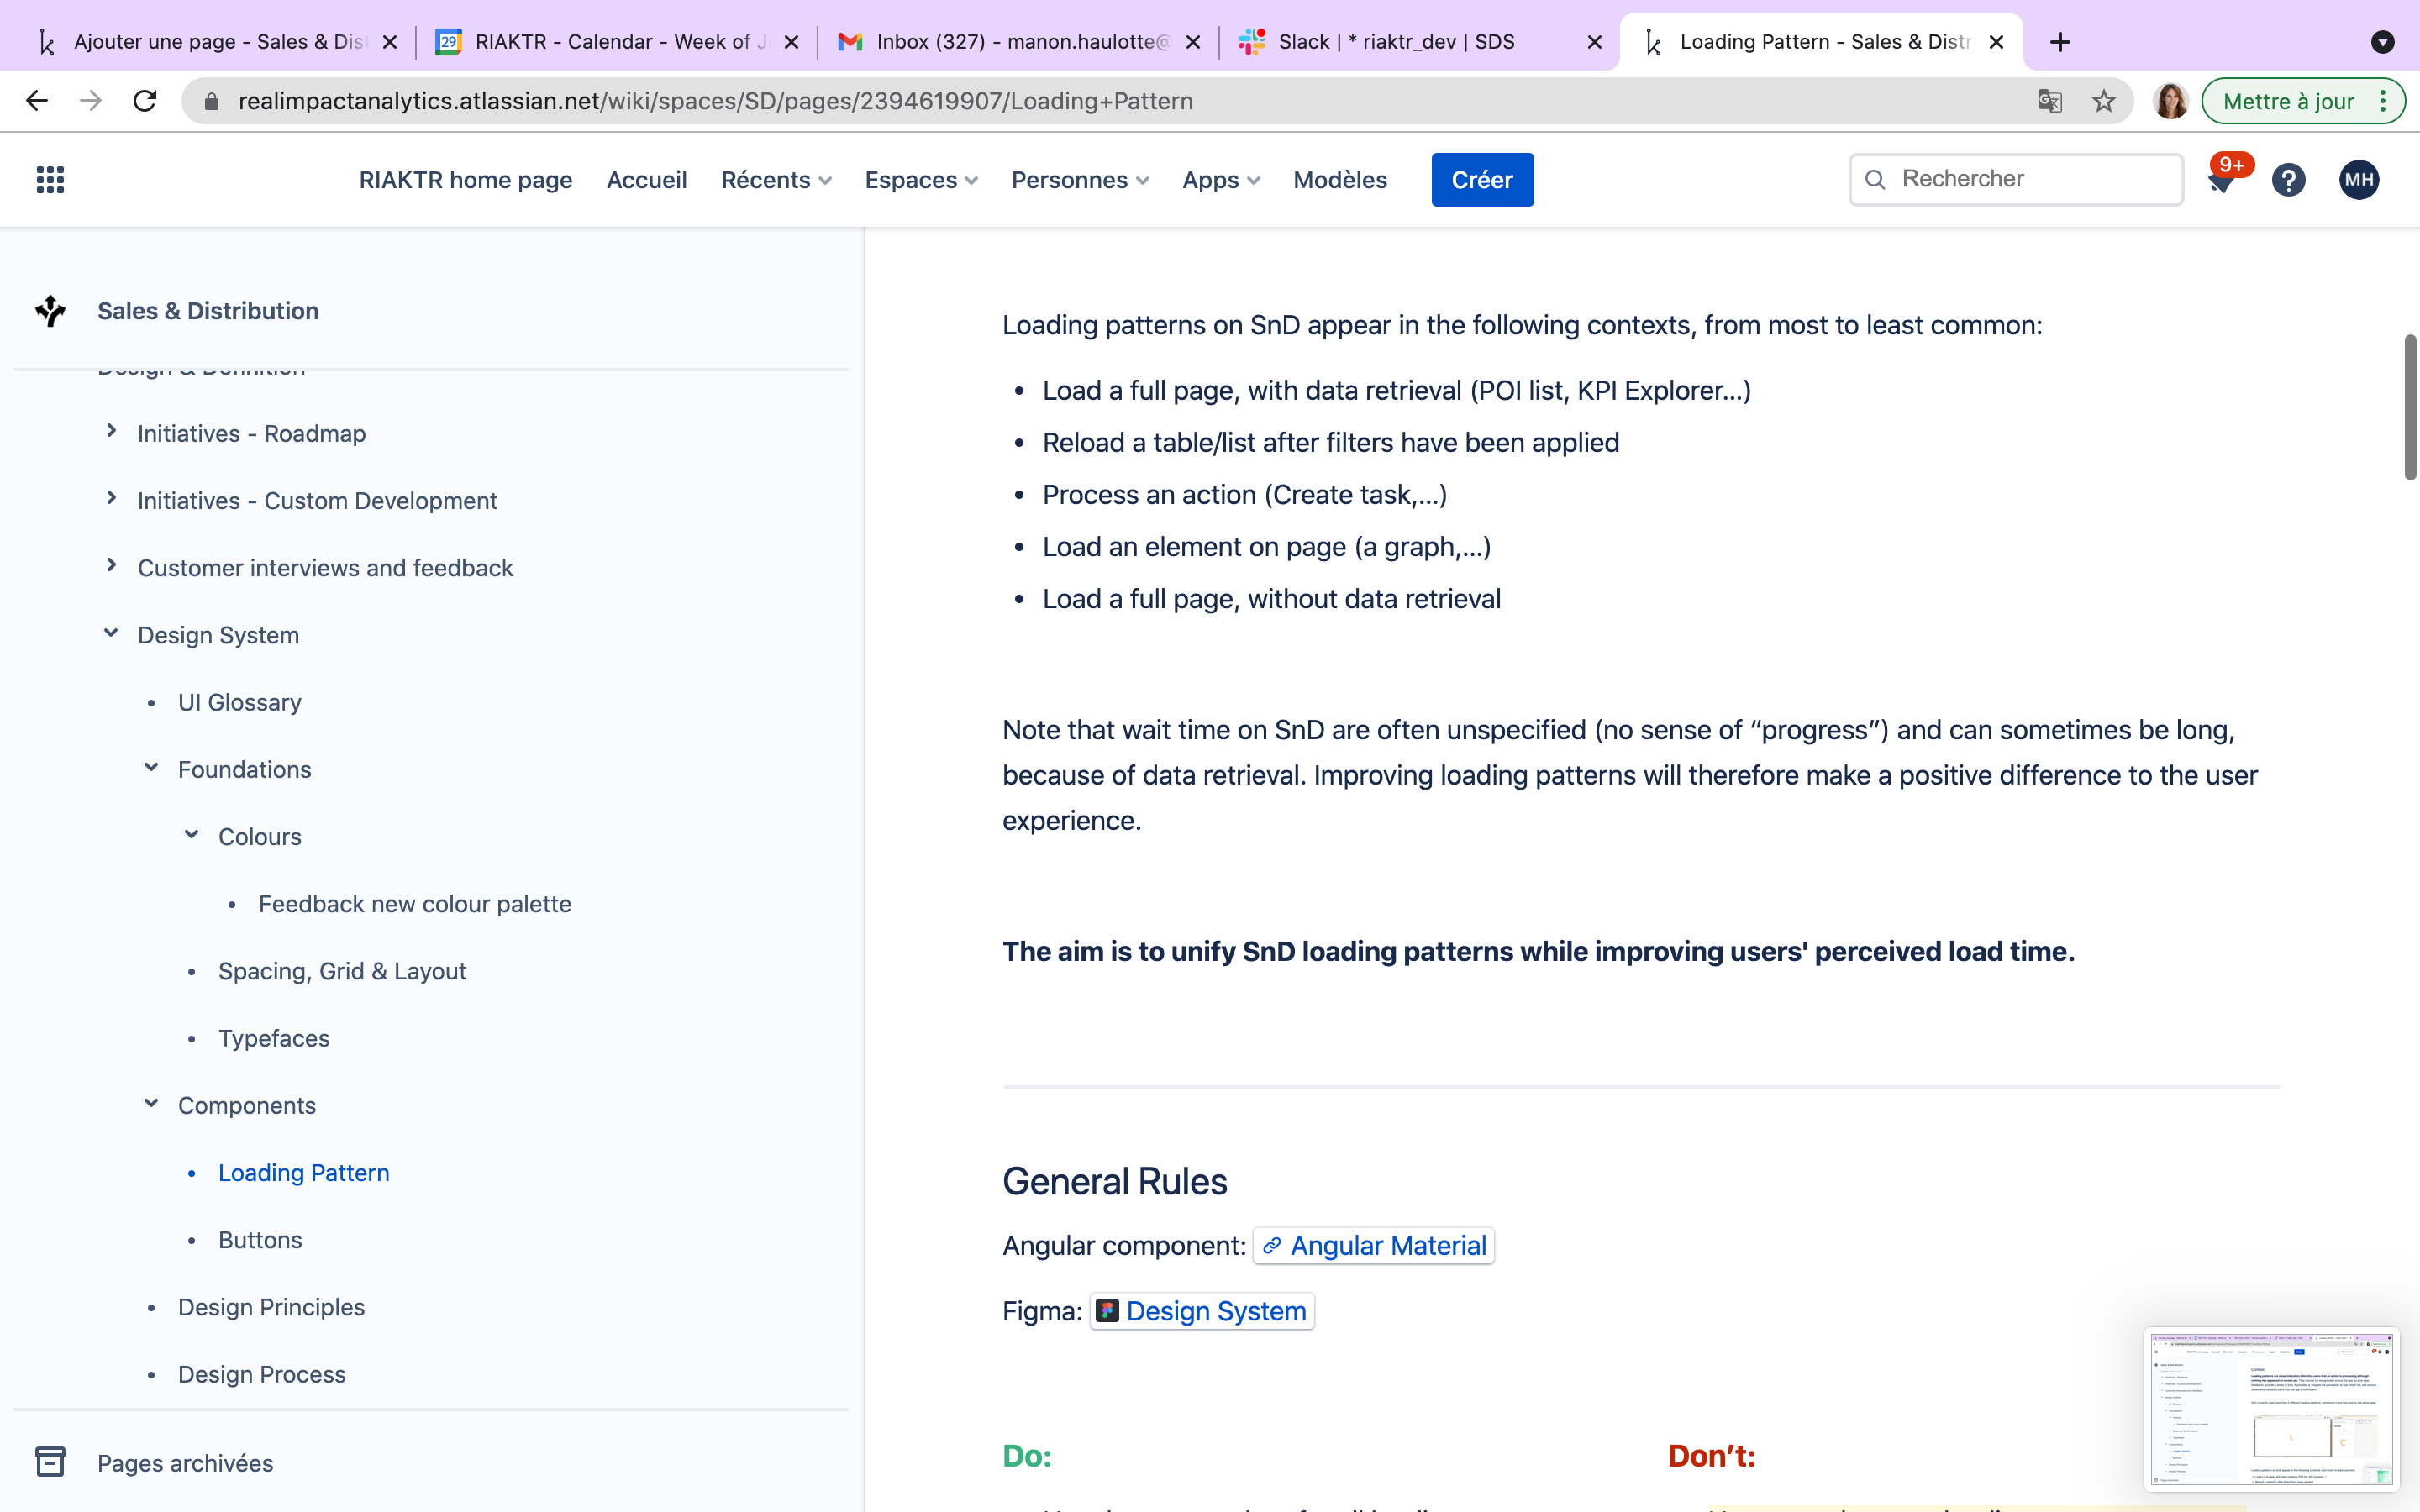 Ajouter une page - Sales & Dis
RIAKTR - Calendar - Week of J
Inbox (327) - manon.haulotte@
Slack | * riaktr_dev | SDS
Loading Pattern - Sales & Distr
realimpactanalytics.atlassian.net/wiki/spaces/SD/pages/2394619907/Loading+Pattern
Mettre à jour
RIAKTR home page
Accueil
Récents
Espaces
Personnes
Apps
Modèles
Créer
Rechercher
9+
MH
Sales & Distribution
Design & Definition
Initiatives - Roadmap
Initiatives - Custom Development
Customer interviews and feedback
Design System
UI Glossary
Foundations
Colours
Feedback new colour palette
Spacing, Grid & Layout
Typefaces
Components
Loading Pattern
Buttons
Design Principles
Design Process
Pages archivées
Loading patterns on SnD appear in the following contexts, from most to least common:
• Load a full page, with data retrieval (POI list, KPI Explorer...)
• Reload a table/list after filters have been applied
• Process an action (Create task,...)
• Load an element on page (a graph,...)
• Load a full page, without data retrieval
Note that wait time on SnD are often unspecified (no sense of “progress”) and can sometimes be long,
because of data retrieval. Improving loading patterns will therefore make a positive difference to the user
experience.
The aim is to unify SnD loading patterns while improving users' perceived load time.
General Rules
Angular component: Angular Material
Figma: Design System
Do:
Don’t: